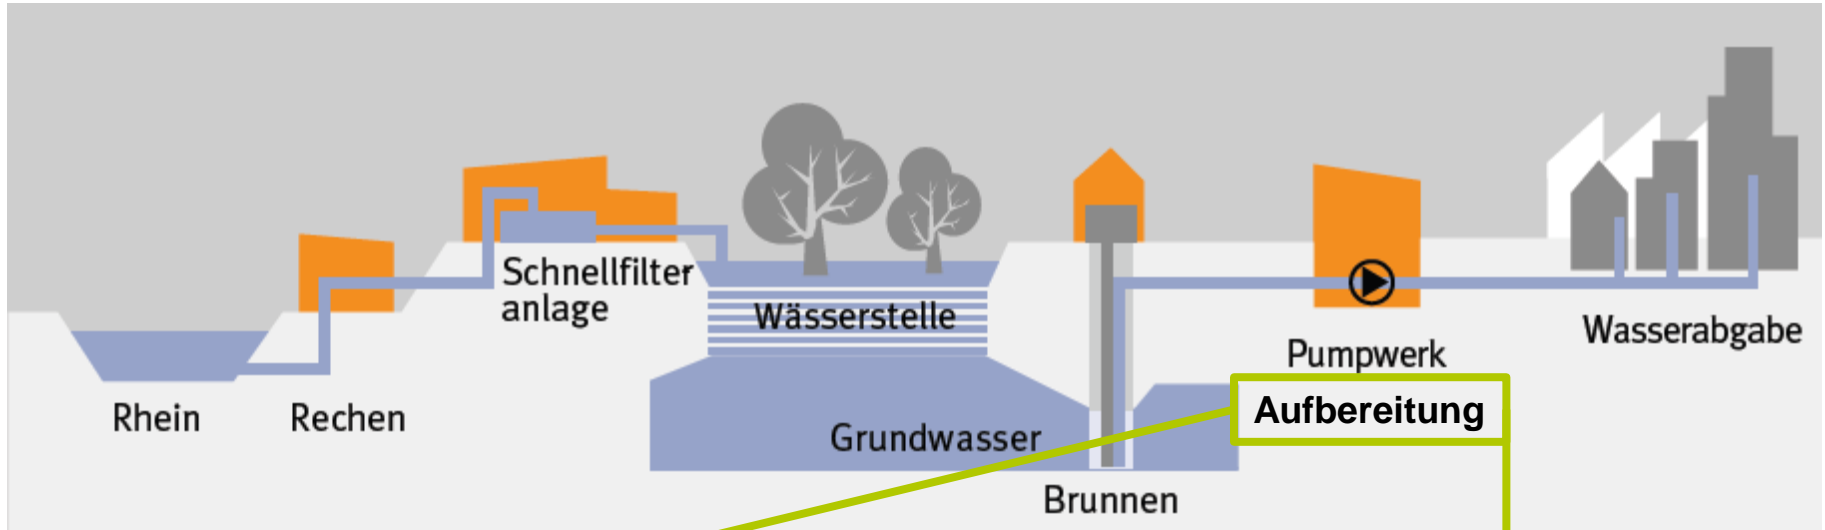 Schnellfilter
anlage
Wässerstelle
Wasserabgabe
Pumpwerk
Rhein
Rechen
Grundwasser
Aufbereitung
Brunnen